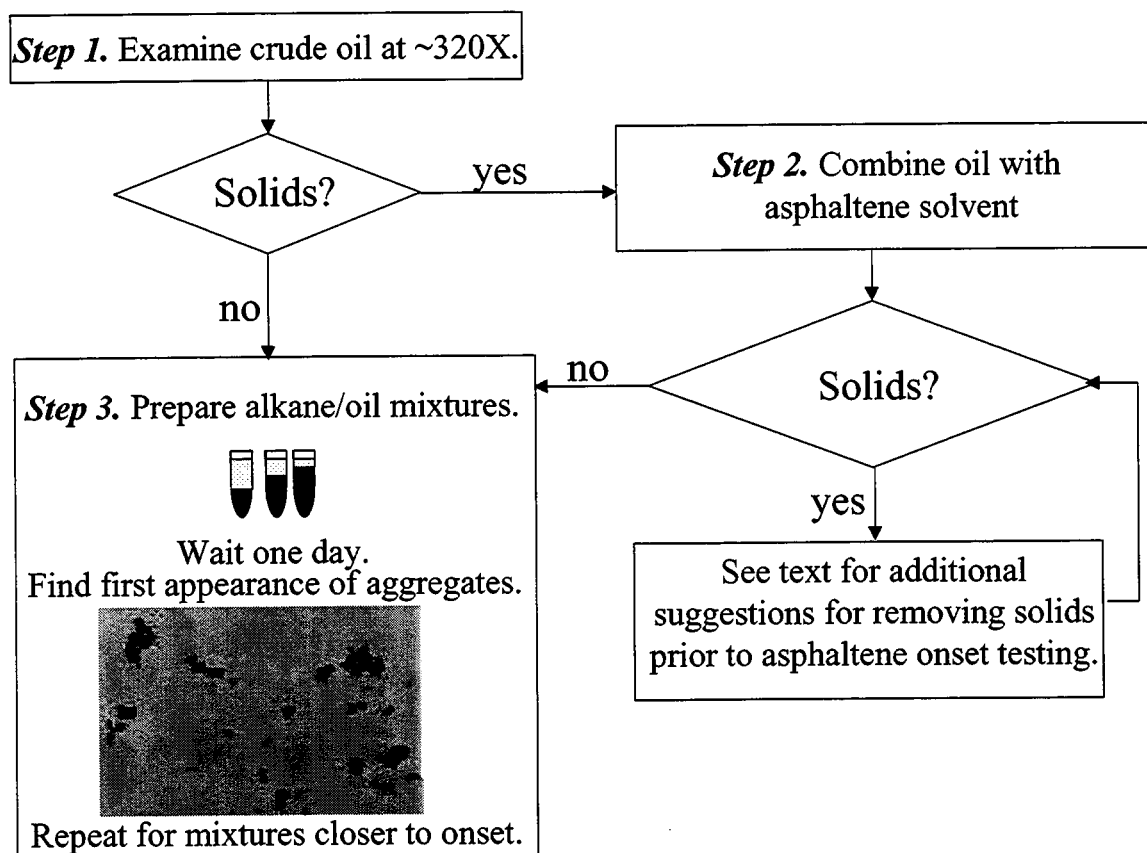 Step 1. Examine crude oil at ~320X.
Solids?
yes
Step 2. Combine oil with
asphaltene solvent
no
Solids?
no
yes
Step 3. Prepare alkane/oil mixtures.
Wait one day.
Find first appearance of aggregates.
Repeat for mixtures closer to onset.
See text for additional
suggestions for removing solids
prior to asphaltene onset testing.